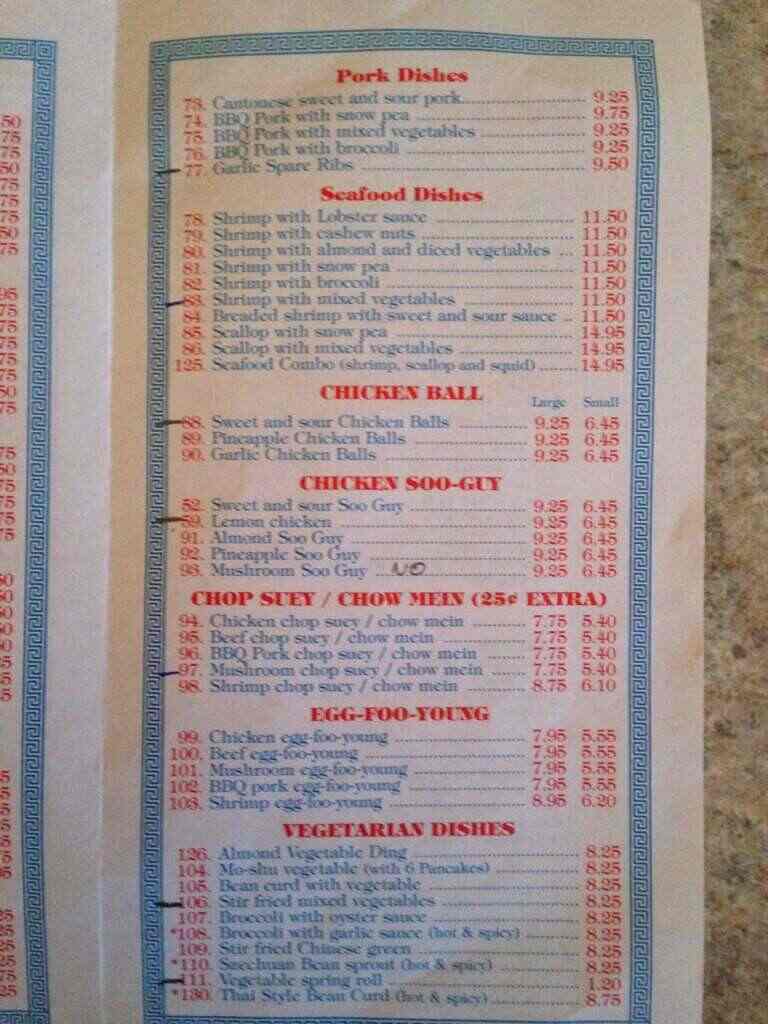 Pork Dishes
73. Cantonese sweet and sour pork 9.25
74. BBQ Pork with snow pea 9.75
75. BBQ Pork with mixed vegetables 9.25
76. BBQ Pork with broccoli 9.25
77. Garlic Spare Ribs 9.50
Seafood Dishes
78. Shrimp with Lobster sauce 11.50
79. Shrimp with cashew nuts 11.50
80. Shrimp with almond and diced vegetables 11.50
81. Shrimp with snow pea 11.50
82. Shrimp with broccoli 11.50
83. Shrimp with mixed vegetables 11.50
84. Breaded shrimp with sweet and sour sauce 11.50
85. Scallop with snow pea 14.95
86. Scallop with mixed vegetables 14.95
125. Seafood Combo (shrimp, scallop and squid) 14.95
CHICKEN BALL Large Small
88. Sweet and sour Chicken Balls 9.25 6.45
89. Pineapple Chicken Balls 9.25 6.45
90. Garlic Chicken Balls 9.25 6.45
CHICKEN SOO-GUY
52. Sweet and sour Soo Guy 9.25 6.45
59. Lemon chicken 9.25 6.45
91. Almond Soo Guy 9.25 6.45
92. Pineapple Soo Guy 9.25 6.45
93. Mushroom Soo Guy NO 9.25 6.45
CHOP SUEY / CHOW MEIN (25¢ EXTRA)
94. Chicken chop suey / chow mein 7.75 5.40
95. Beef chop suey / chow mein 7.75 5.40
96. BBQ Pork chop suey / chow mein 7.75 5.40
97. Mushroom chop suey / chow mein 7.75 5.40
98. Shrimp chop suey / chow mein 8.75 6.10
EGG-FOO-YOUNG
99. Chicken egg-foo-young 7.95 5.55
100. Beef egg-foo-young 7.95 5.55
101. Mushroom egg-foo-young 7.95 5.55
102. BBQ pork egg-foo-young 7.95 5.55
103. Shrimp egg-foo-young 8.95 6.20
VEGETARIAN DISHES
126. Almond Vegetable Ding 8.25
104. Mo-shu vegetable (with 6 Pancakes) 8.25
105. Bean curd with vegetable 8.25
106. Stir fried mixed vegetables 8.25
107. Broccoli with oyster sauce 8.25
*108. Broccoli with garlic sauce (hot & spicy) 8.25
109. Stir fried Chinese green 8.25
*110. Szechuan Bean sprout (hot & spicy) 8.25
111. Vegetable spring roll 1.20
*130. Thai Style Bean Curd (hot & spicy) 8.75